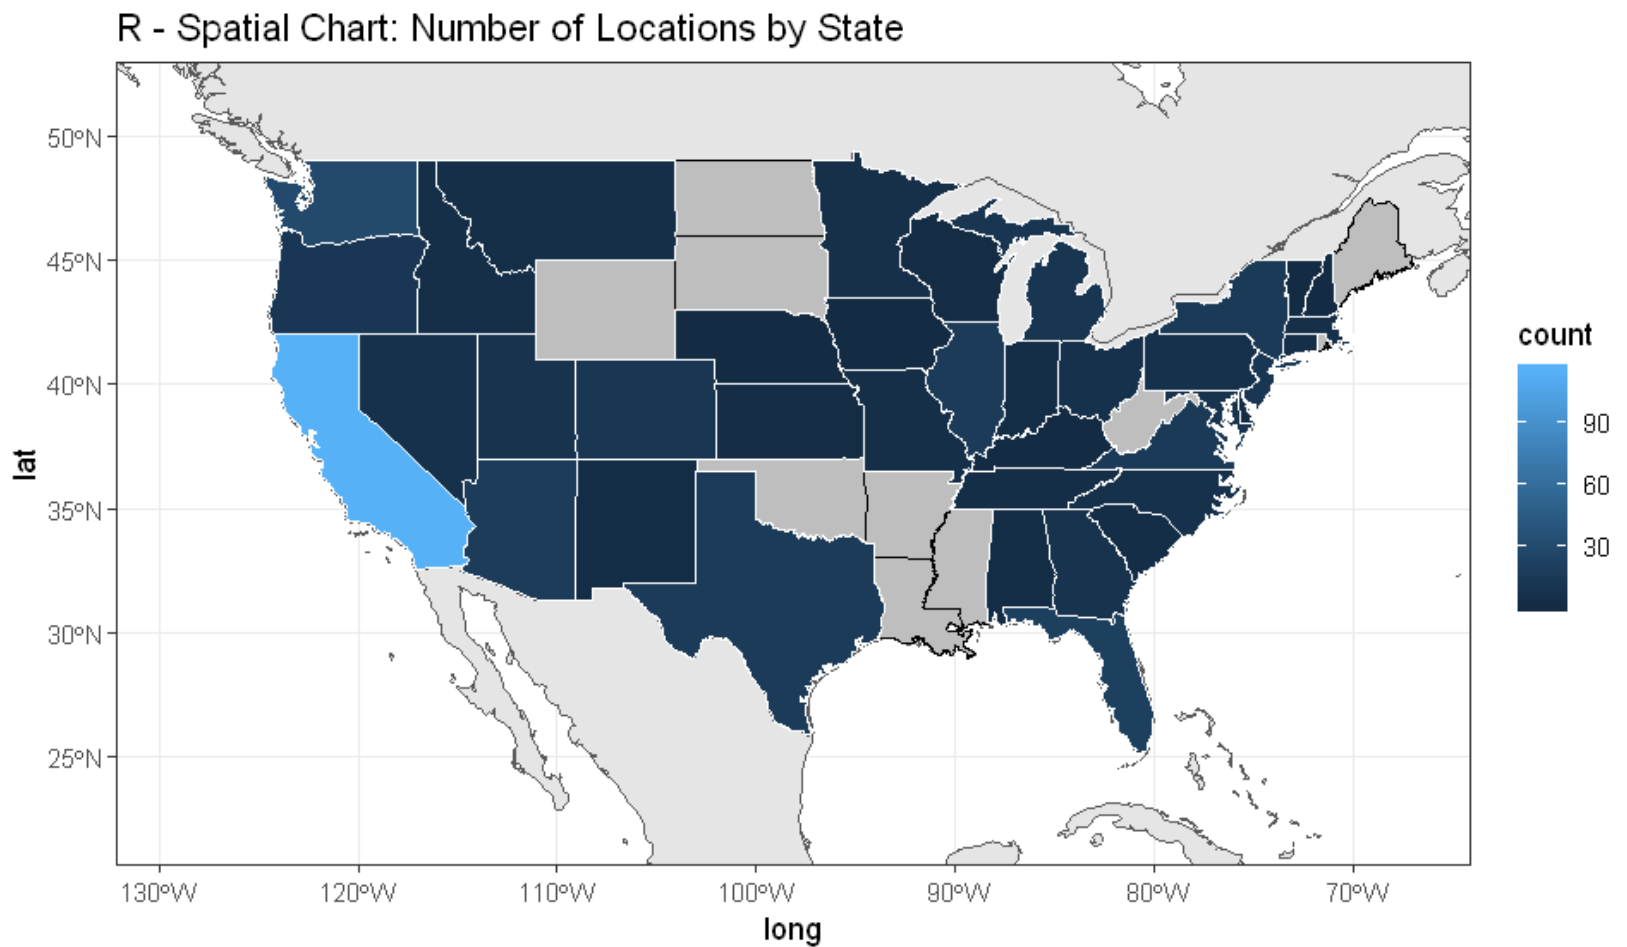 R - Spatial Chart: Number of Locations by State
50°N
45°N
40°N
35°N
30°N
25°N
lat
130°W
120°W
110°W
100°W
90°W
80°W
70°W
long
count
90
60
30